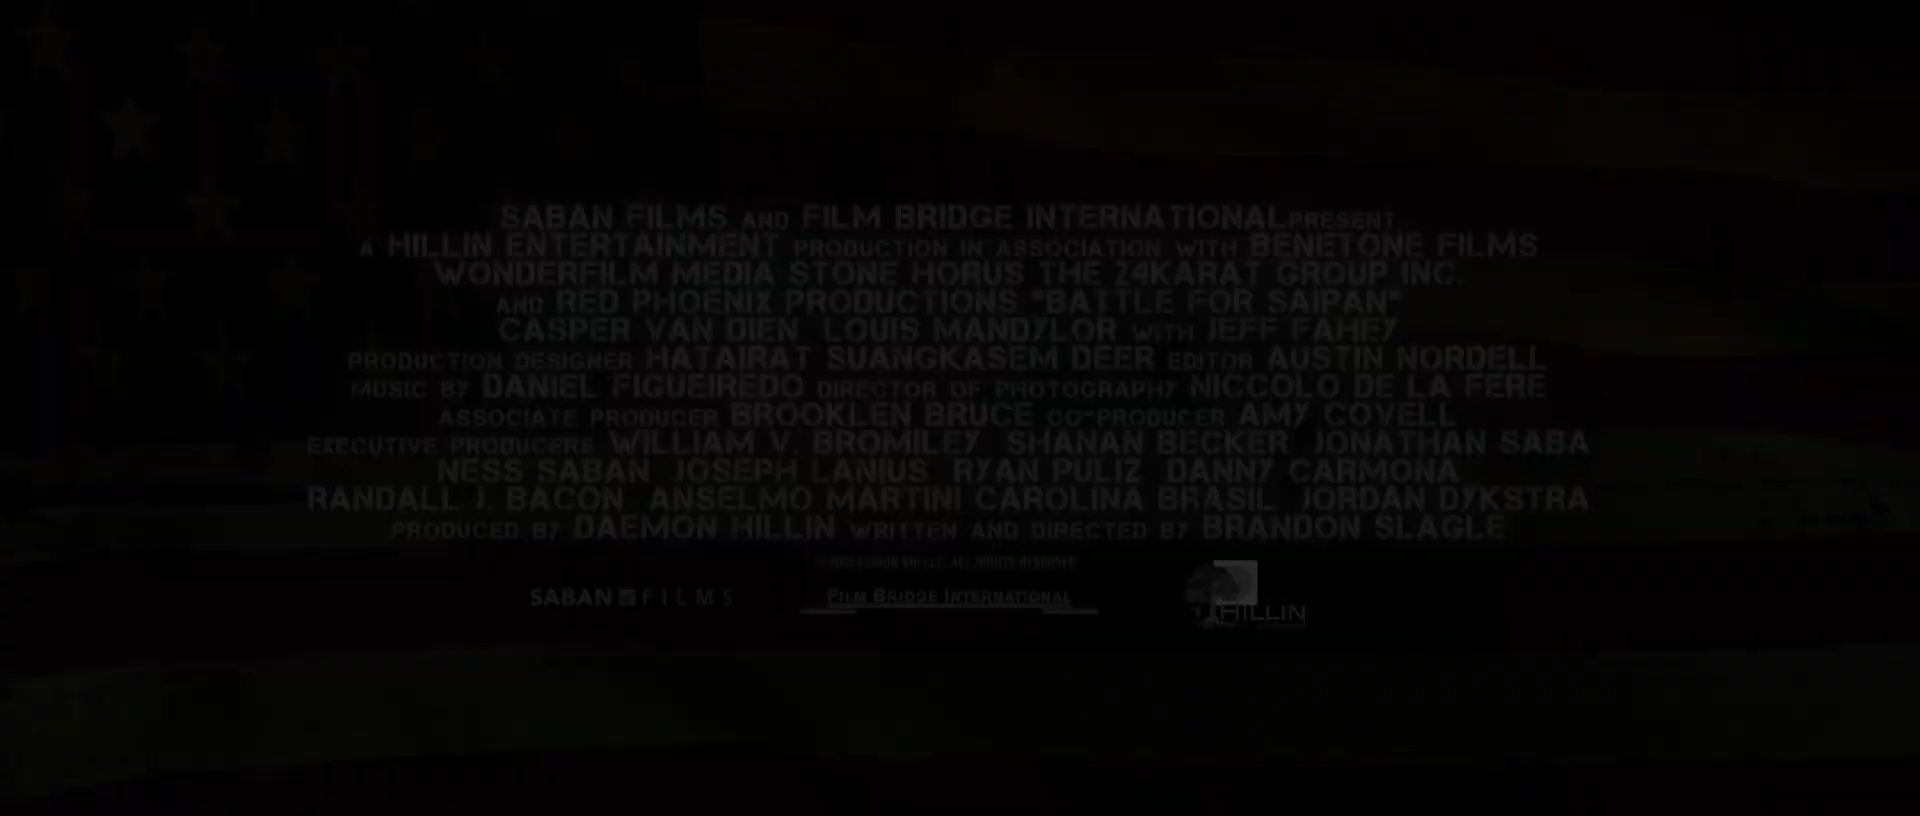 SABAN FILMS AND FILM BRIDGE INTERNATIONAL PRESENT
A HILLIN ENTERTAINMENT PRODUCTION IN ASSOCIATION WITH BENETONE FILMS
WONDERFILM MEDIA STONE HORUS THE Z4KARAT GROUP INC.
AND RED PHOENIX PRODUCTIONS "BATTLE FOR SAIPAN"
CASPER VAN DIEN LOUIS MANDYLOR WITH JEFF FAHEY
PRODUCTION DESIGNER HATAIRAT SUANGKASEM DEER EDITOR AUSTIN NORDELL
MUSIC BY DANIEL FIGUEIREDO DIRECTOR OF PHOTOGRAPHY NICCOLO DE LA FERE
ASSOCIATE PRODUCER BROOKLEN BRUCE CO-PRODUCER AMY COVELL
EXECUTIVE PRODUCERS WILLIAM V. BROMILEY SHANAN BECKER JONATHAN SABA
NESS SABAN JOSEPH LANIUS RYAN PULIZ DANNY CARMONA
RANDALL J. BACON ANSELMO MARTINI CAROLINA BRASIL JORDAN DYKSTRA
PRODUCED BY DAEMON HILLIN WRITTEN AND DIRECTED BY BRANDON SLAGLE
ALL RIGHTS RESERVED
SABAN FILMS FILM BRIDGE INTERNATIONAL HILLIN